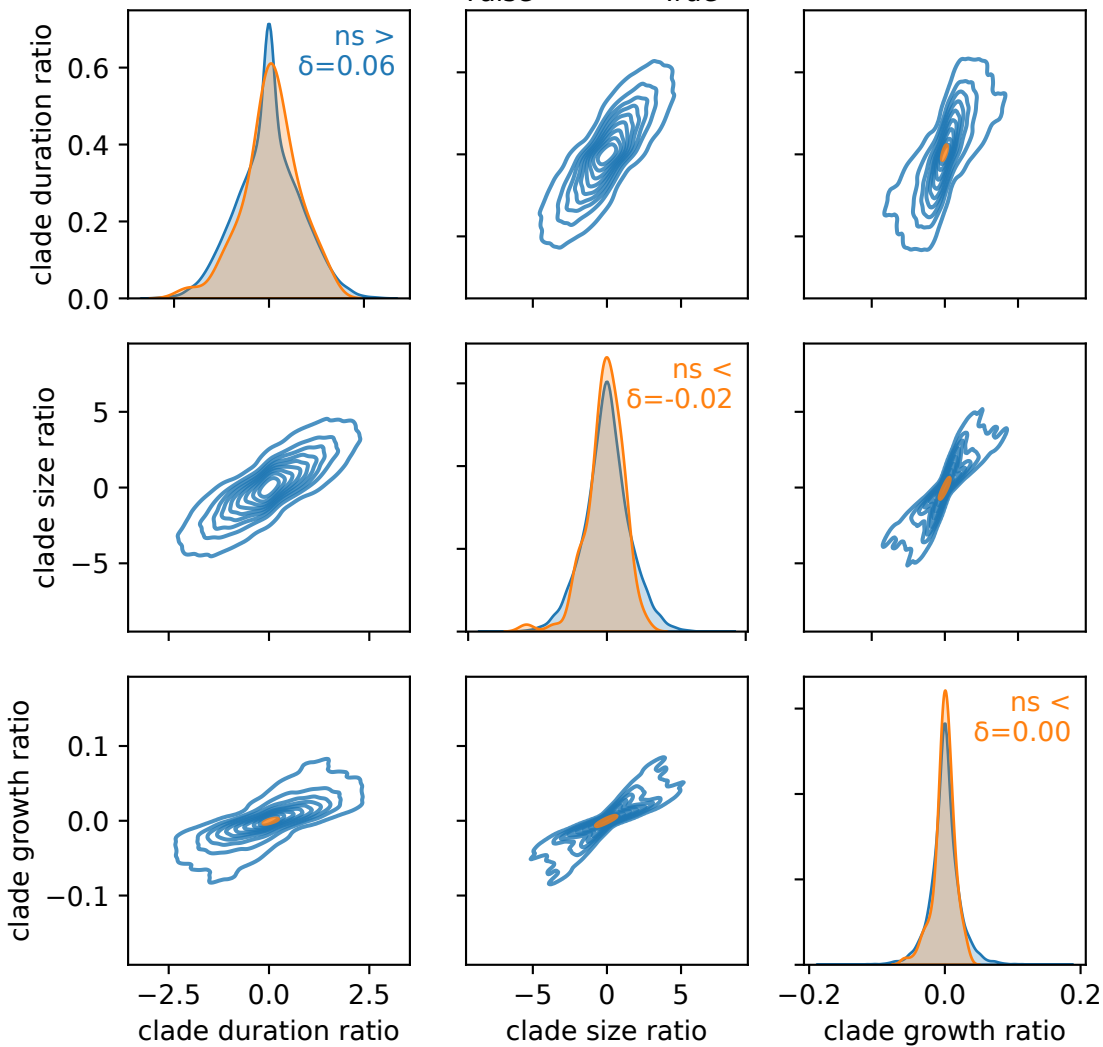 clade duration ratio
0.6
0.4
0.2
0.0
ns >
δ=0.06
clade size ratio
5
0
−5
ns <
δ=-0.02
clade growth ratio
0.1
0.0
−0.1
ns <
δ=0.00
−2.5 0.0 2.5
−5 0 5
−0.2 0.0 0.2
clade duration ratio
clade size ratio
clade growth ratio